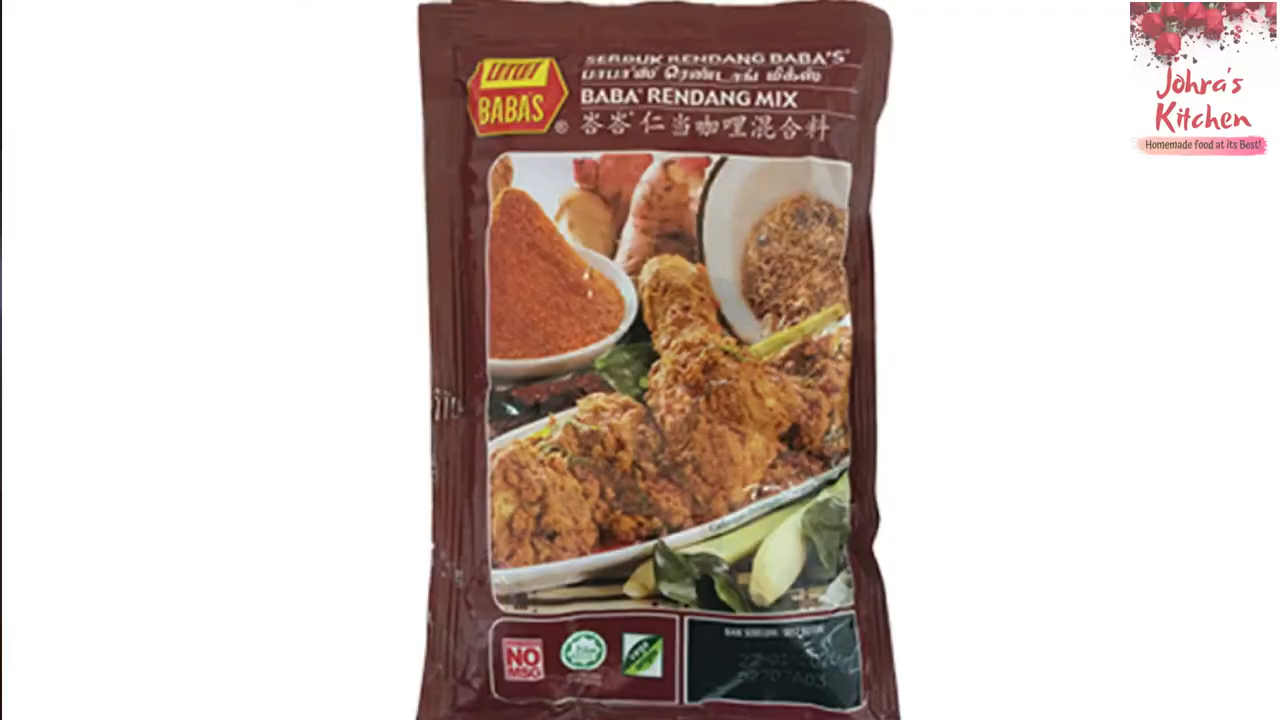 SERBUK RENDANG BABA'S
பாபா'ஸ் ரெண்டாங் மிக்ஸ்
BABA' RENDANG MIX
峇峇 仁当咖哩混合料
பாபா
BABA'S
®
NO
MSG
vege
Johra's
Kitchen
Homemade food at its Best!